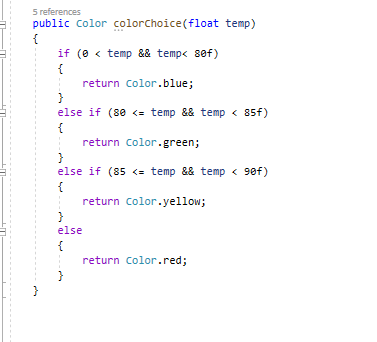 5 references
public Color colorChoice(float temp)
{
if (0 < temp && temp< 80f)
{
return Color.blue;
}
else if (80 <= temp && temp < 85f)
{
return Color.green;
}
else if (85 <= temp && temp < 90f)
{
return Color.yellow;
}
else
{
return Color.red;
}
}